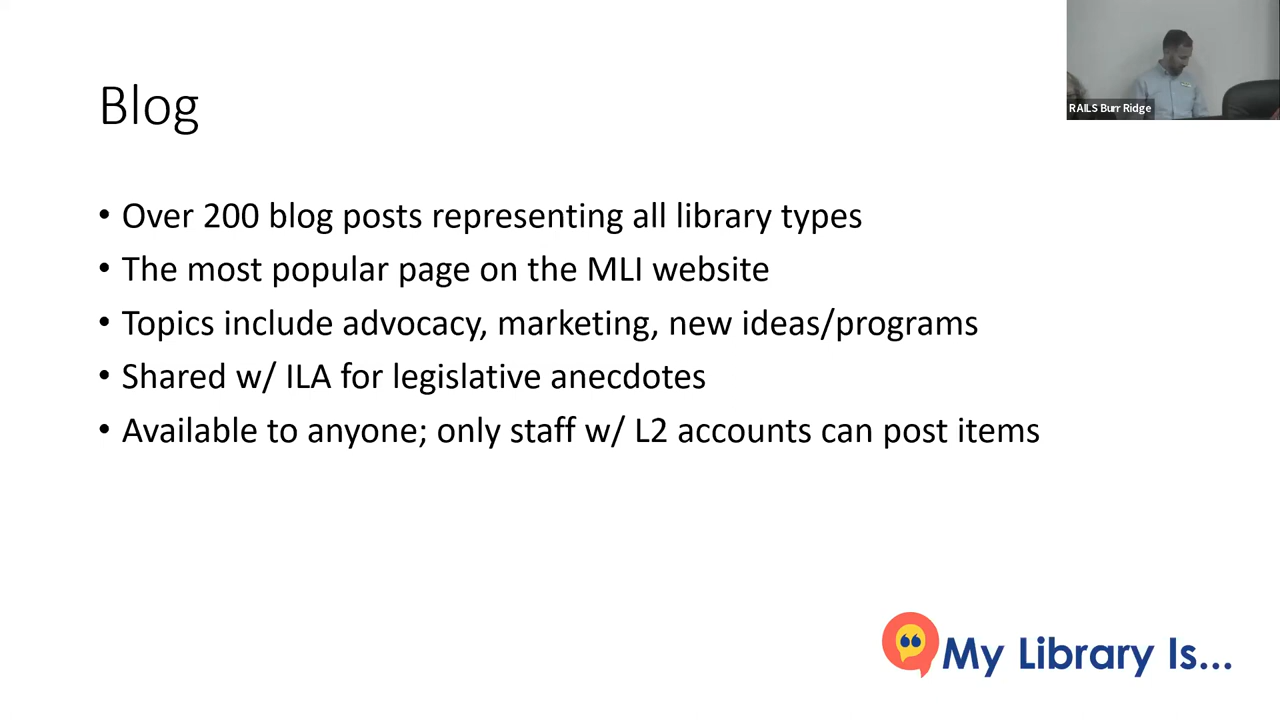 RAILS Burr Ridge
Blog
• Over 200 blog posts representing all library types
• The most popular page on the MLI website
• Topics include advocacy, marketing, new ideas/programs
• Shared w/ ILA for legislative anecdotes
• Available to anyone; only staff w/ L2 accounts can post items
My Library Is...